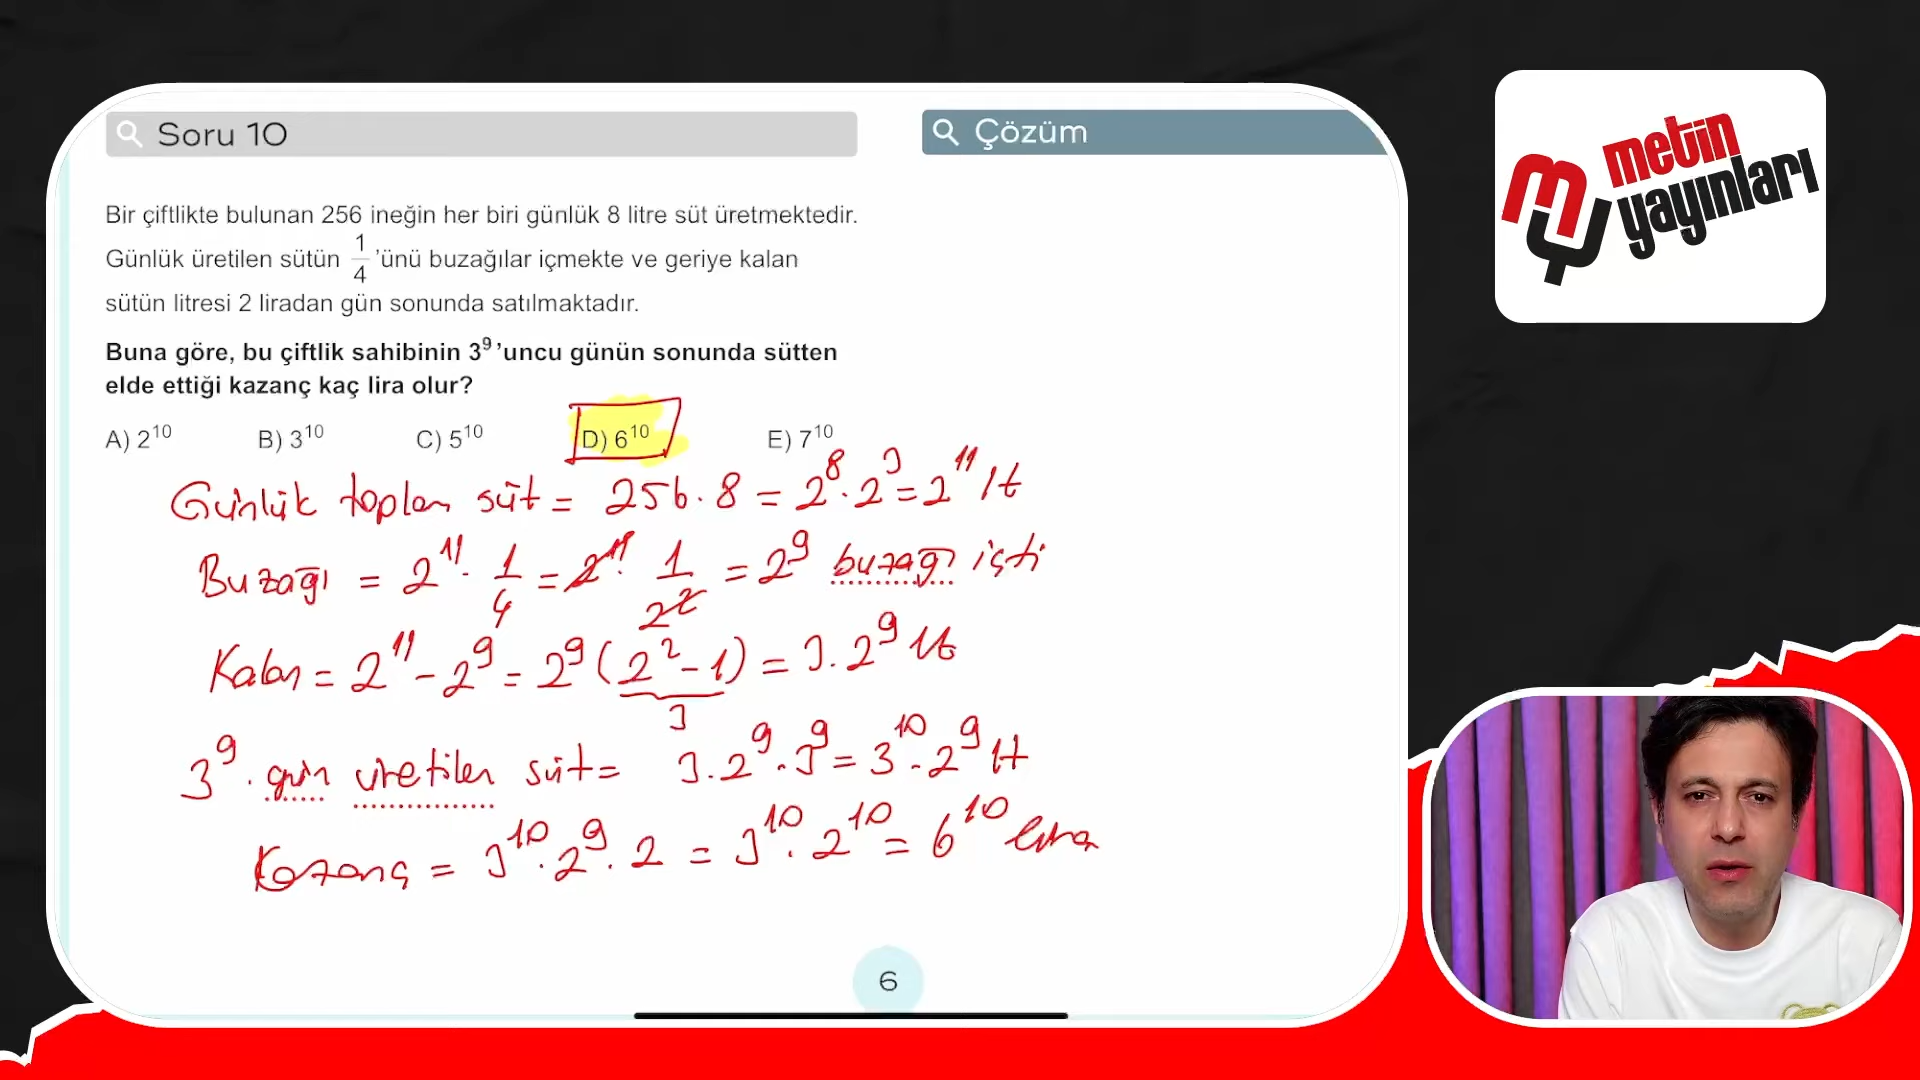 Soru 10
Çözüm
metin
yayınları
Bir çiftlikte bulunan 256 ineğin her biri günlük 8 litre süt üretmektedir.
Günlük üretilen sütün 1/4 'ünü buzağılar içmekte ve geriye kalan
sütün litresi 2 liradan gün sonunda satılmaktadır.
Buna göre, bu çiftlik sahibinin 3⁹ 'uncu günün sonunda sütten
elde ettiği kazanç kaç lira olur?
A) 2¹⁰ B) 3¹⁰ C) 5¹⁰ D) 6¹⁰ E) 7¹⁰
Günlük toplam süt = 256 · 8 = 2⁸ · 2³ = 2¹¹ lt
Buzağı = 2¹¹ · 1/4 = 2¹¹ · 1/2² = 2⁹ buzağı içti
Kalan = 2¹¹ - 2⁹ = 2⁹ (2² - 1) = 3 · 2⁹ lt
3
3⁹ · gün üretilen süt = 3 · 2⁹ · 3⁹ = 3¹⁰ · 2⁹ lt
Kazanç = 3¹⁰ · 2⁹ · 2 = 3¹⁰ · 2¹⁰ = 6¹⁰ lira
6